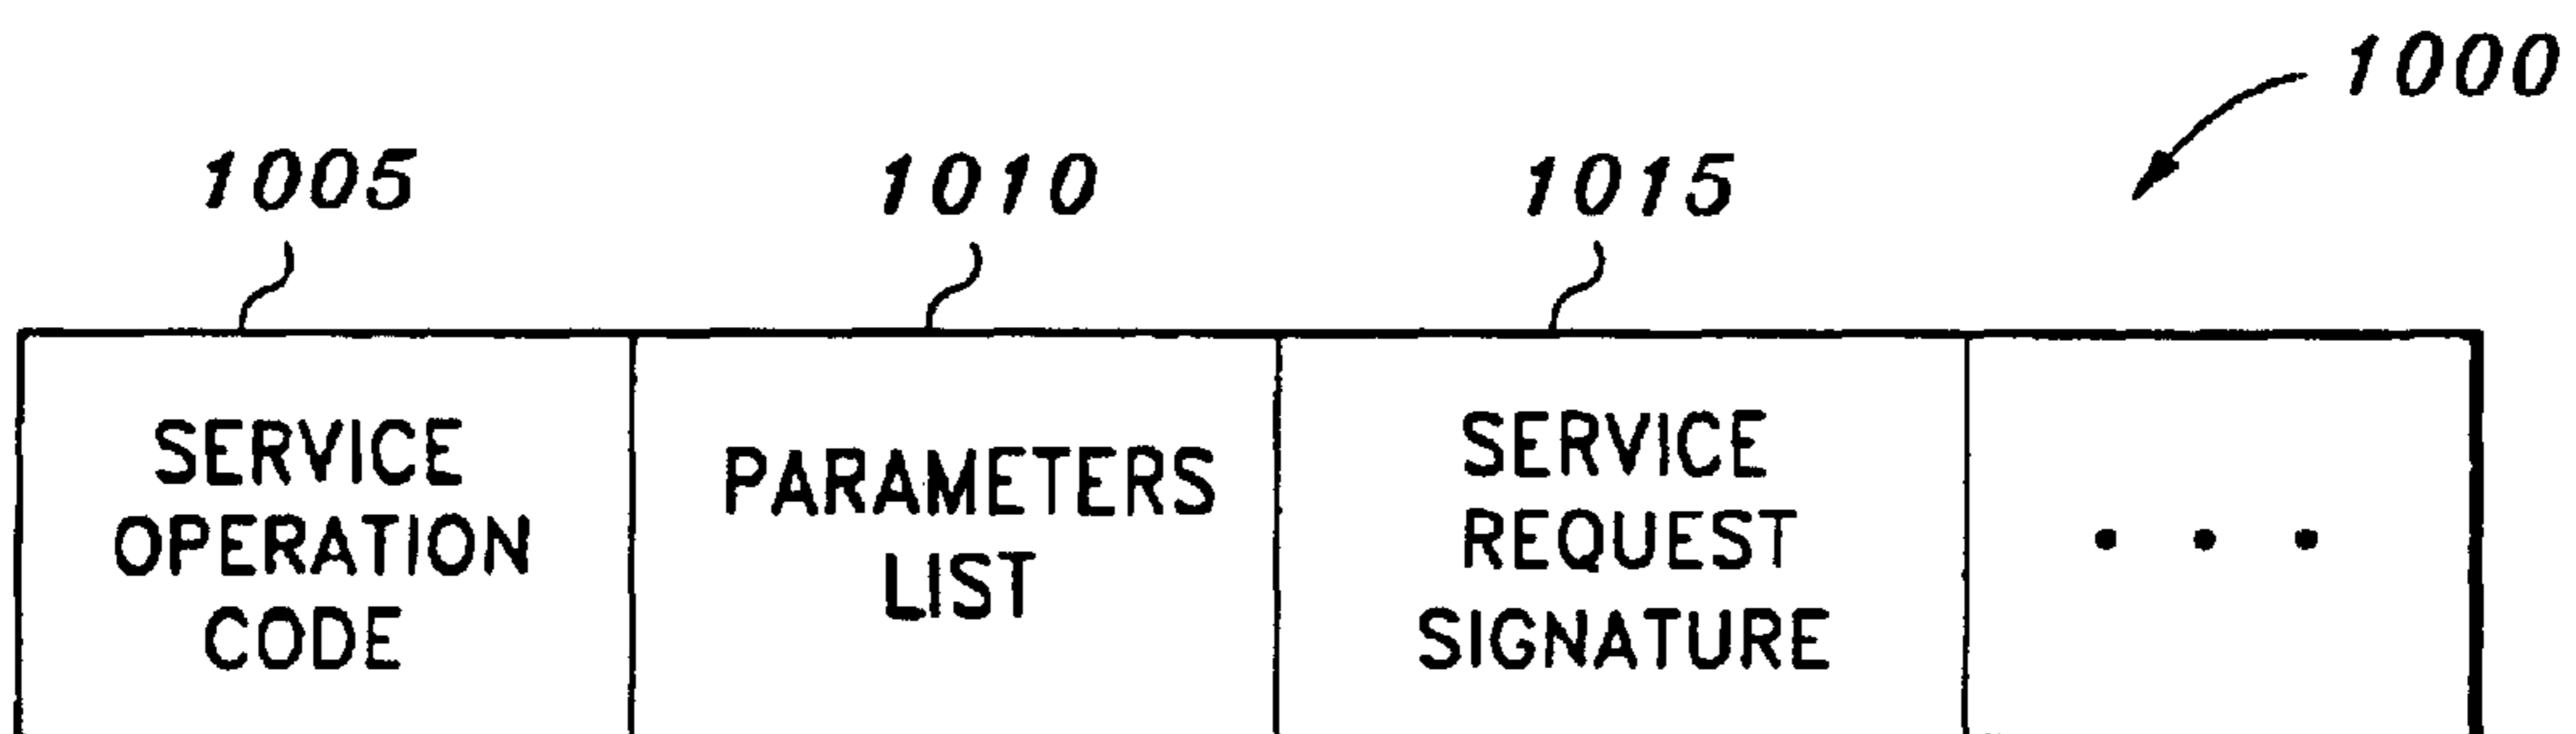 1000
1005
1010
1015
SERVICE
OPERATION
CODE
PARAMETERS
LIST
SERVICE
REQUEST
SIGNATURE
• • •